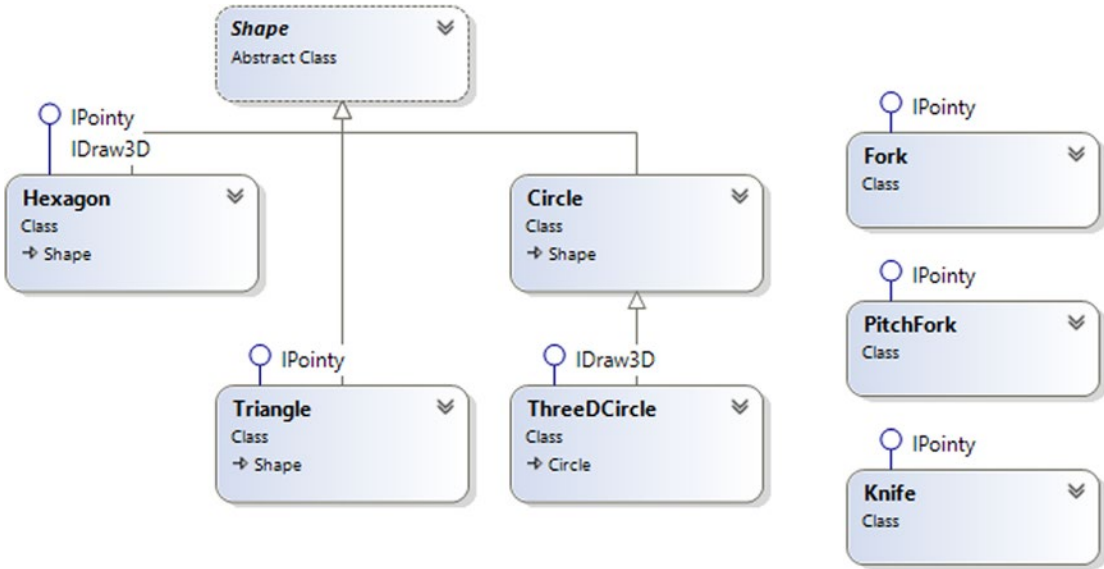 Shape
Abstract Class
IPointy
IDraw3D
Hexagon
Class
Shape
Circle
Class
Shape
IPointy
Triangle
Class
Shape
IDraw3D
ThreeDCircle
Class
Circle
IPointy
Fork
Class
IPointy
PitchFork
Class
IPointy
Knife
Class